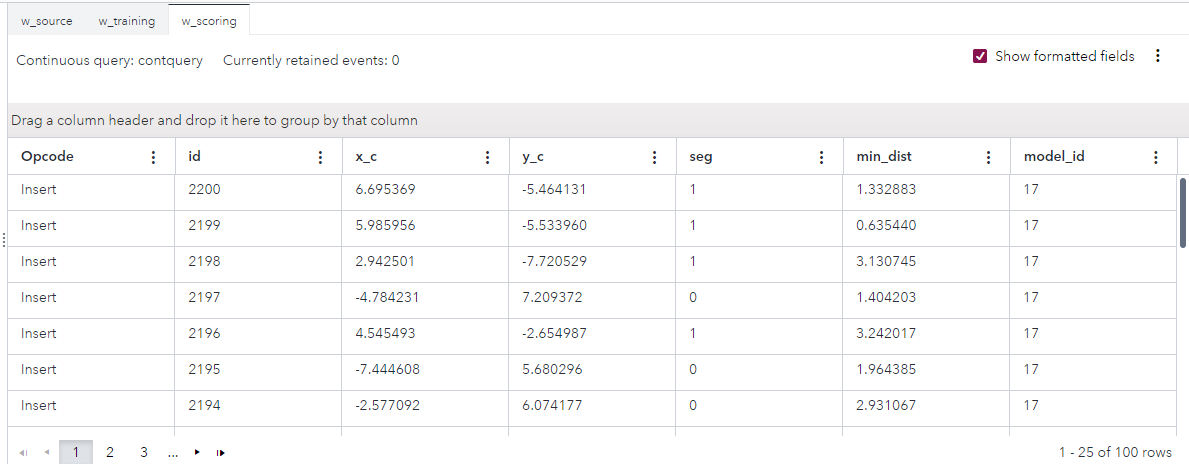 w_source w_training w_scoring
Continuous query: contquery Currently retained events: 0 Show formatted fields
Drag a column header and drop it here to group by that column
Opcode id x_c y_c seg min_dist model_id
Insert 2200 6.695369 -5.464131 1 1.332883 17
Insert 2199 5.985956 -5.533960 1 0.635440 17
Insert 2198 2.942501 -7.720529 1 3.130745 17
Insert 2197 -4.784231 7.209372 0 1.404203 17
Insert 2196 4.545493 -2.654987 1 3.242017 17
Insert 2195 -7.444608 5.680296 0 1.964385 17
Insert 2194 -2.577092 6.074177 0 2.931067 17
1 2 3 ... 1 - 25 of 100 rows